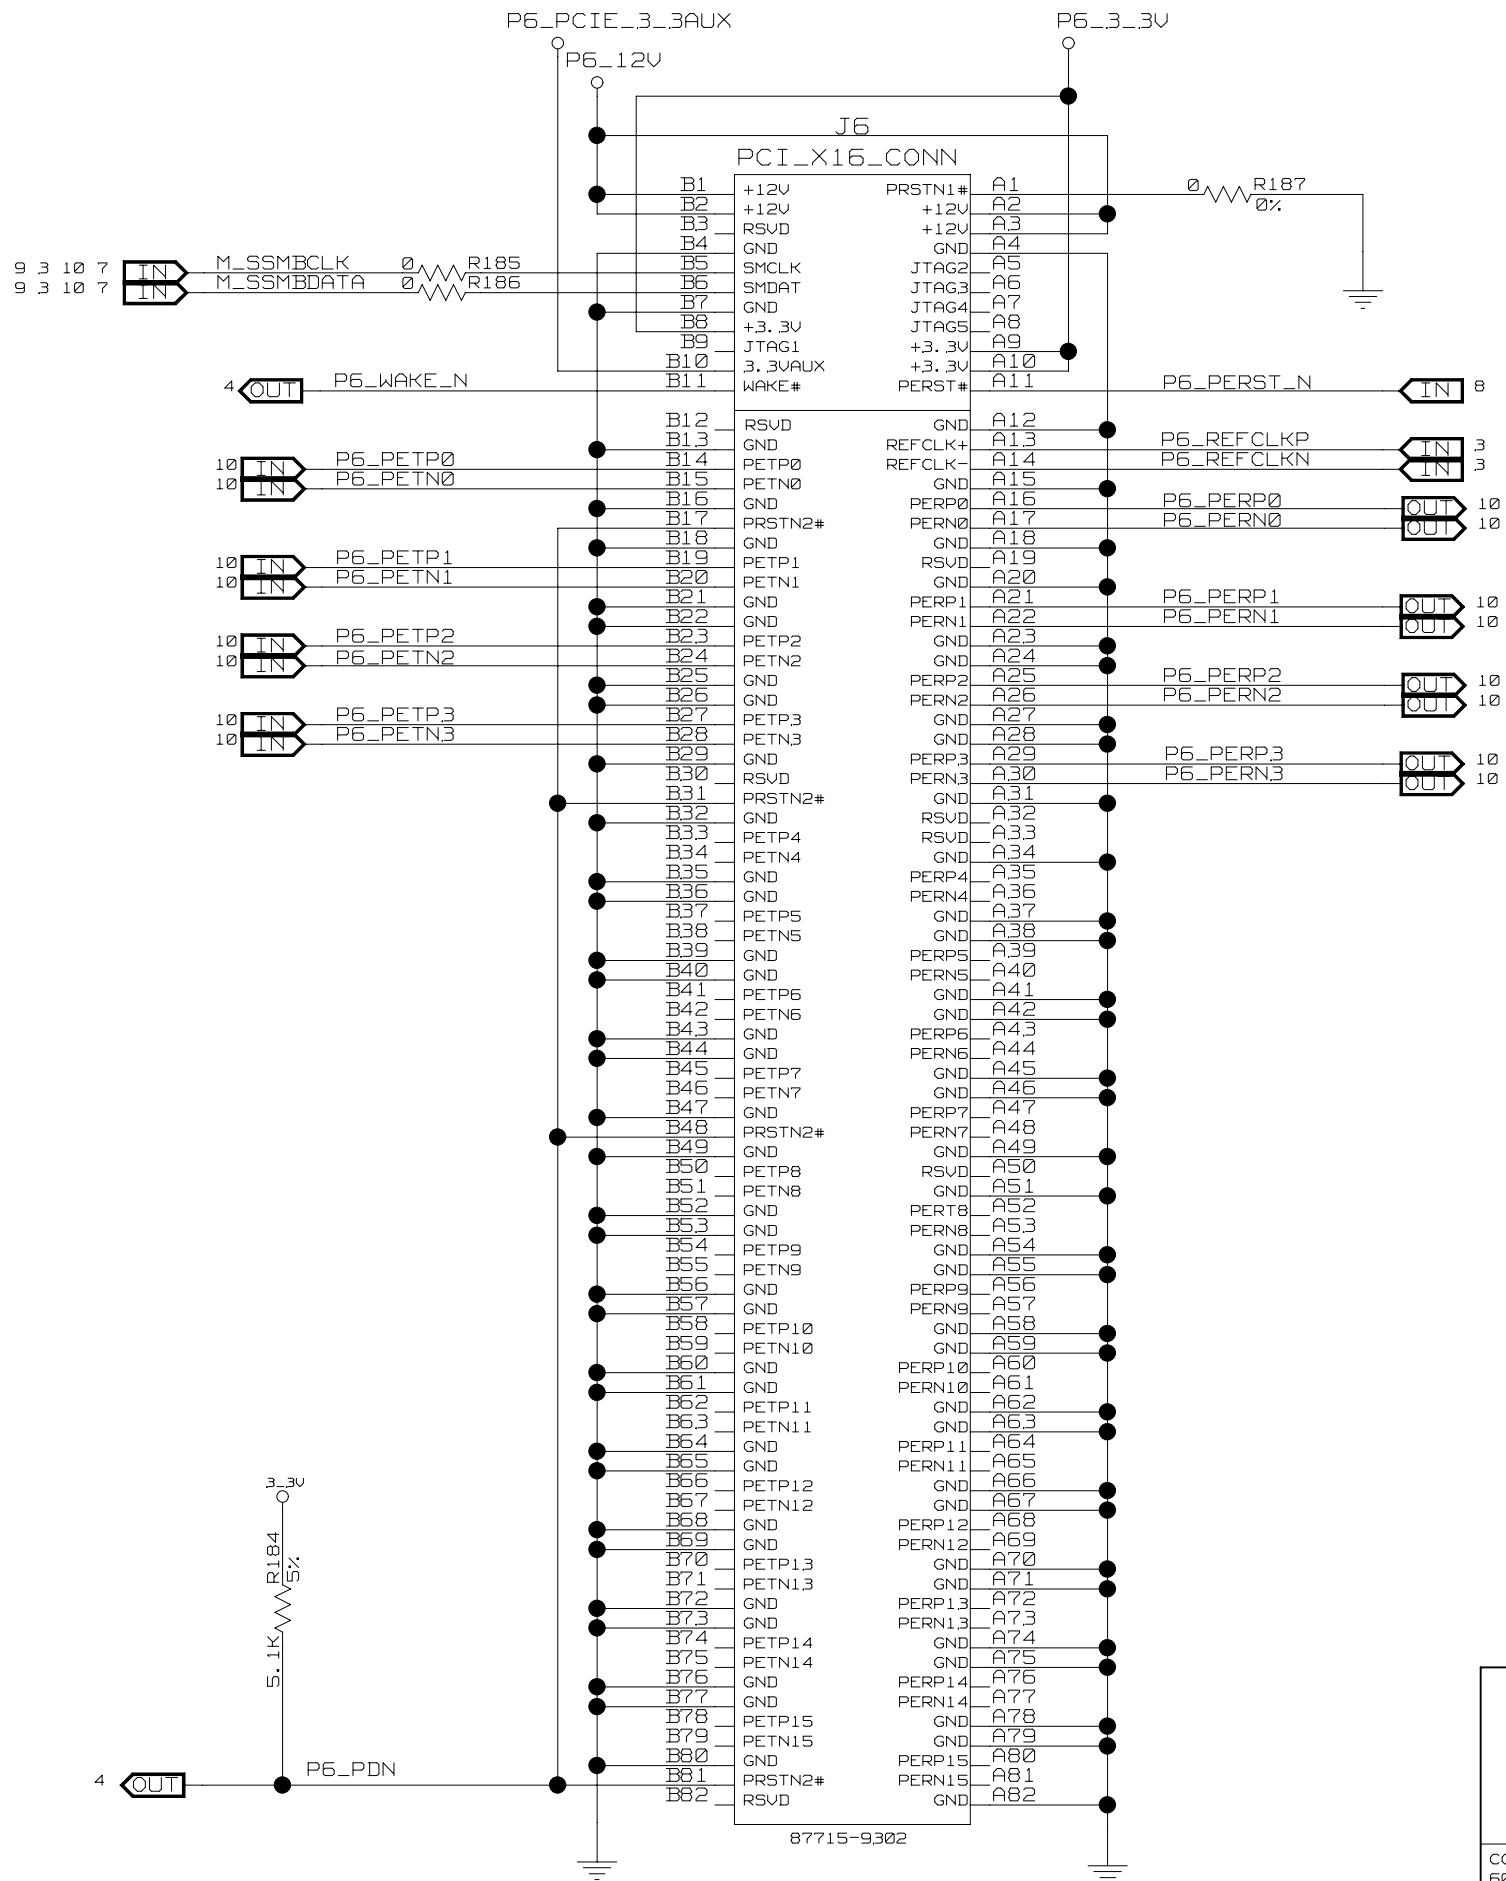 P6_PCIE_3_3AUX
P6_3_3V
P6_12V
J6
PCI_X16_CONN
B1 +12V PRSTN1# A1 0 R187
B2 +12V +12V A2 0%
B3 RSVD +12V A3
B4 GND GND A4
9 3 10 7 IN M_SSMBCLK 0 R185 B5 SMCLK JTAG2 A5
9 3 10 7 IN M_SSMBDATA 0 R186 B6 SMDAT JTAG3 A6
B7 GND JTAG4 A7
B8 +3.3V JTAG5 A8
B9 JTAG1 +3.3V A9
B10 3.3VAUX +3.3V A10
4 OUT P6_WAKE_N B11 WAKE# PERST# A11 P6_PERST_N IN 8
B12 RSVD GND A12
B13 GND REFCLK+ A13 P6_REFCLKP IN 3
10 IN P6_PETP0 B14 PETP0 REFCLK- A14 P6_REFCLKN IN 3
10 IN P6_PETN0 B15 PETN0 GND A15
B16 GND PERP0 A16 P6_PERP0 OUT 10
B17 PRSTN2# PERN0 A17 P6_PERN0 OUT 10
B18 GND GND A18
10 IN P6_PETP1 B19 PETP1 RSVD A19
10 IN P6_PETN1 B20 PETN1 GND A20
B21 GND PERP1 A21 P6_PERP1 OUT 10
B22 GND PERN1 A22 P6_PERN1 OUT 10
10 IN P6_PETP2 B23 PETP2 GND A23
10 IN P6_PETN2 B24 PETN2 GND A24
B25 GND PERP2 A25 P6_PERP2 OUT 10
B26 GND PERN2 A26 P6_PERN2 OUT 10
10 IN P6_PETP3 B27 PETP3 GND A27
10 IN P6_PETN3 B28 PETN3 GND A28
B29 GND PERP3 A29 P6_PERP3 OUT 10
B30 RSVD PERN3 A30 P6_PERN3 OUT 10
B31 PRSTN2# GND A31
B32 GND RSVD A32
B33 PETP4 RSVD A33
B34 PETN4 GND A34
B35 GND PERP4 A35
B36 GND PERN4 A36
B37 PETP5 GND A37
B38 PETN5 GND A38
B39 GND PERP5 A39
B40 GND PERN5 A40
B41 PETP6 GND A41
B42 PETN6 GND A42
B43 GND PERP6 A43
B44 GND PERN6 A44
B45 PETP7 GND A45
B46 PETN7 GND A46
B47 GND PERP7 A47
B48 PRSTN2# PERN7 A48
B49 GND GND A49
B50 PETP8 RSVD A50
B51 PETN8 GND A51
B52 GND PERT8 A52
B53 GND PERN8 A53
B54 PETP9 GND A54
B55 PETN9 GND A55
B56 GND PERP9 A56
B57 GND PERN9 A57
B58 PETP10 GND A58
B59 PETN10 GND A59
B60 GND PERP10 A60
B61 GND PERN10 A61
B62 PETP11 GND A62
B63 PETN11 GND A63
B64 GND PERP11 A64
B65 GND PERN11 A65
3_3V B66 PETP12 GND A66
B67 PETN12 GND A67
B68 GND PERP12 A68
B69 GND PERN12 A69
B70 PETP13 GND A70
B71 PETN13 GND A71
B72 GND PERP13 A72
B73 GND PERN13 A73
B74 PETP14 GND A74
B75 PETN14 GND A75
B76 GND PERP14 A76
B77 GND PERN14 A77
B78 PETP15 GND A78
B79 PETN15 GND A79
B80 GND PERP15 A80
4 OUT P6_PDN B81 PRSTN2# PERN15 A81
B82 RSVD GND A82
5.1K R184
5%
87715-9302